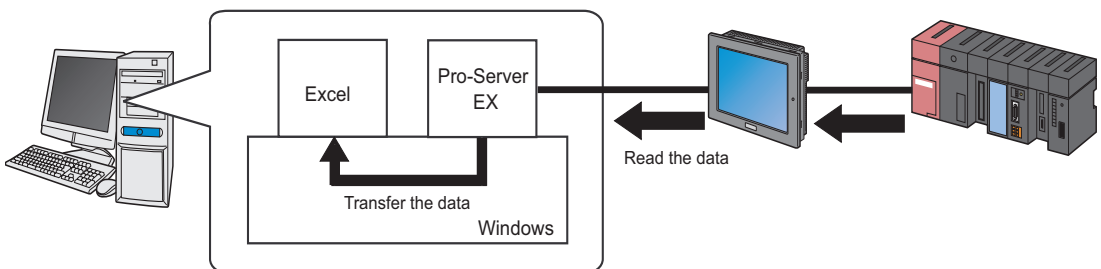 Excel
Pro-Server
EX
Read the data
Transfer the data
Windows